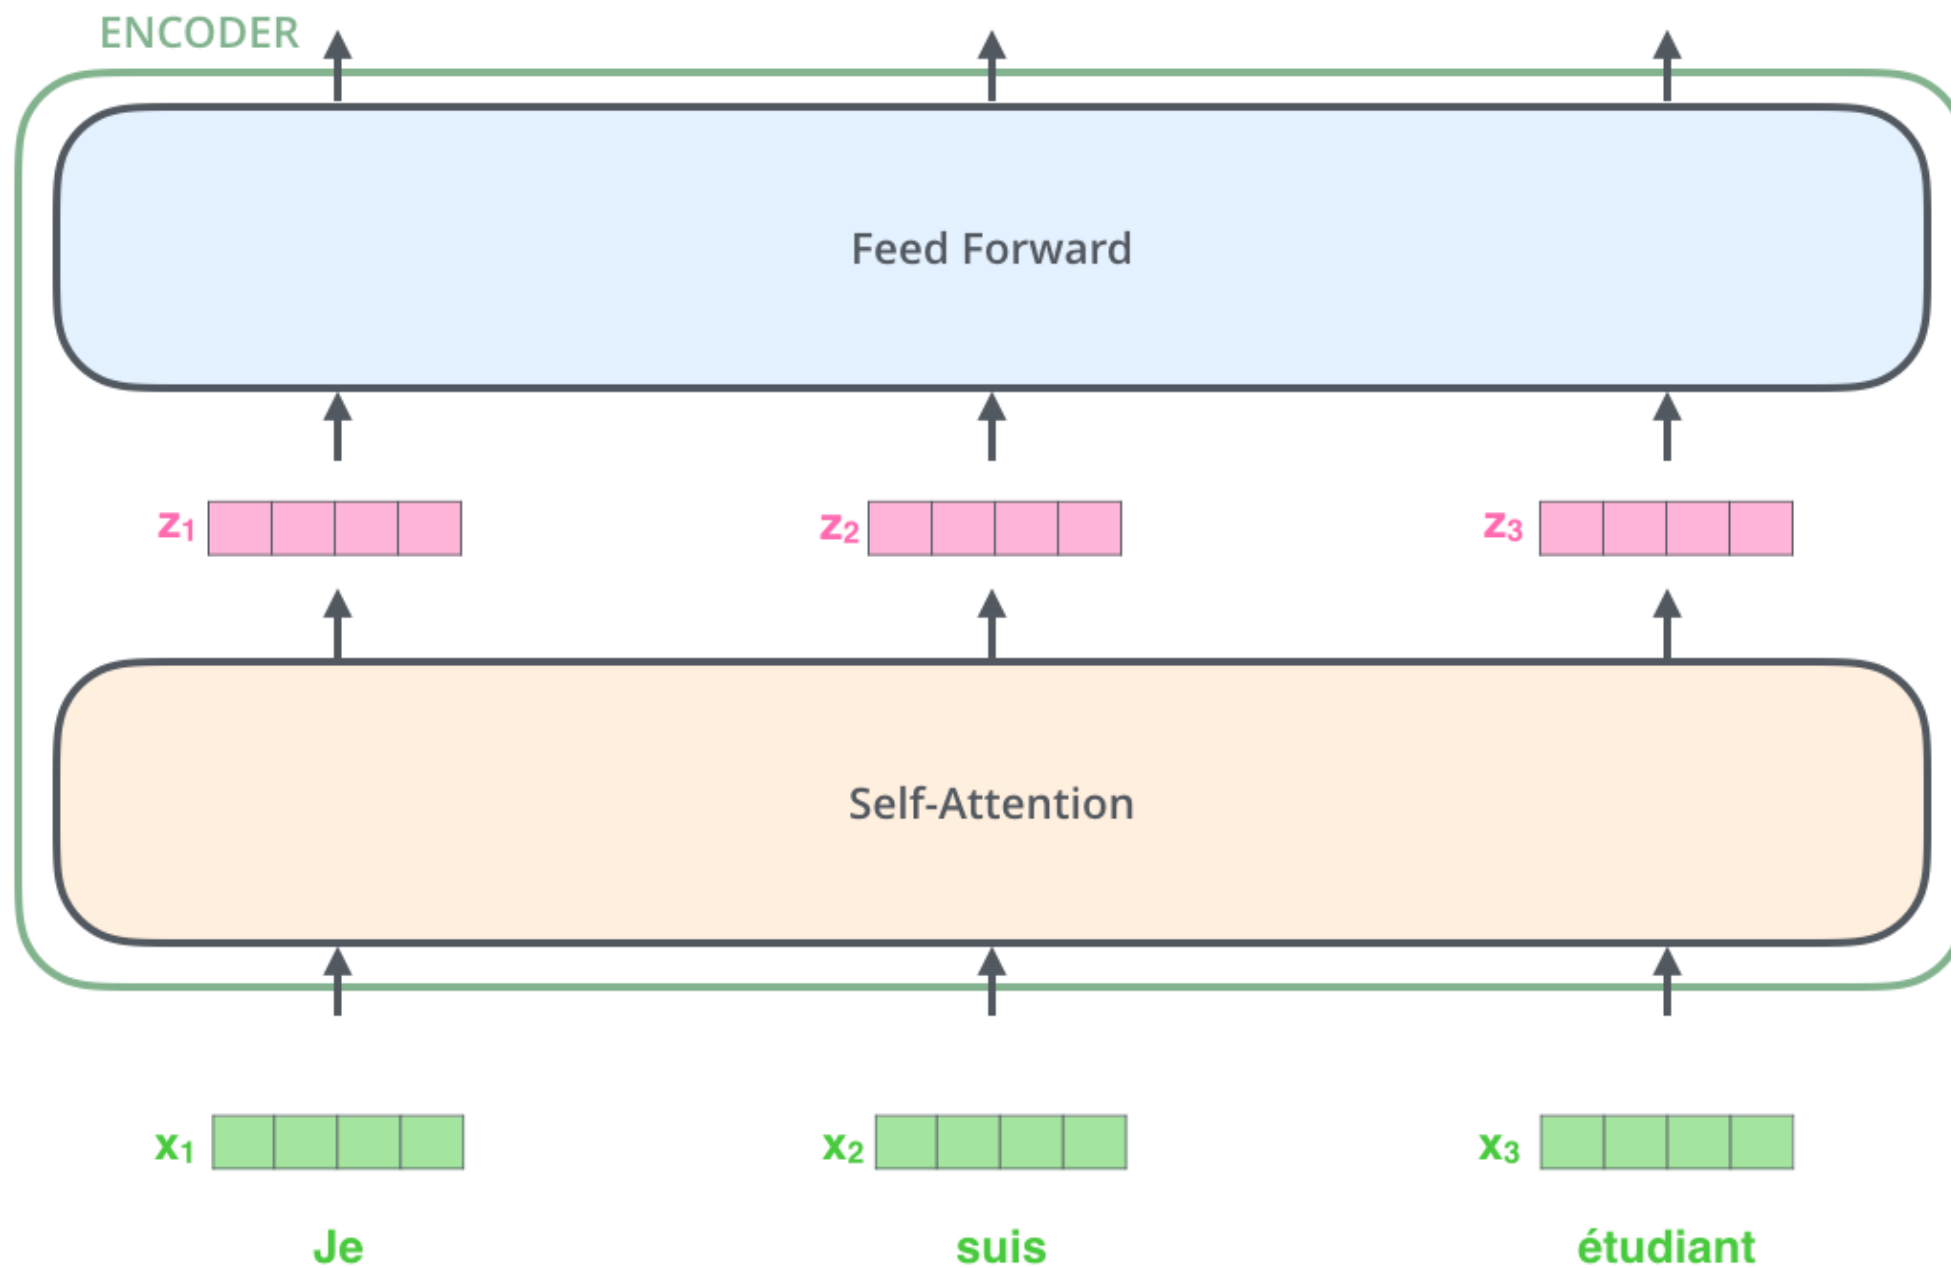 ENCODER
Feed Forward
z1 z2 z3
Self-Attention
x1 x2 x3
Je suis étudiant